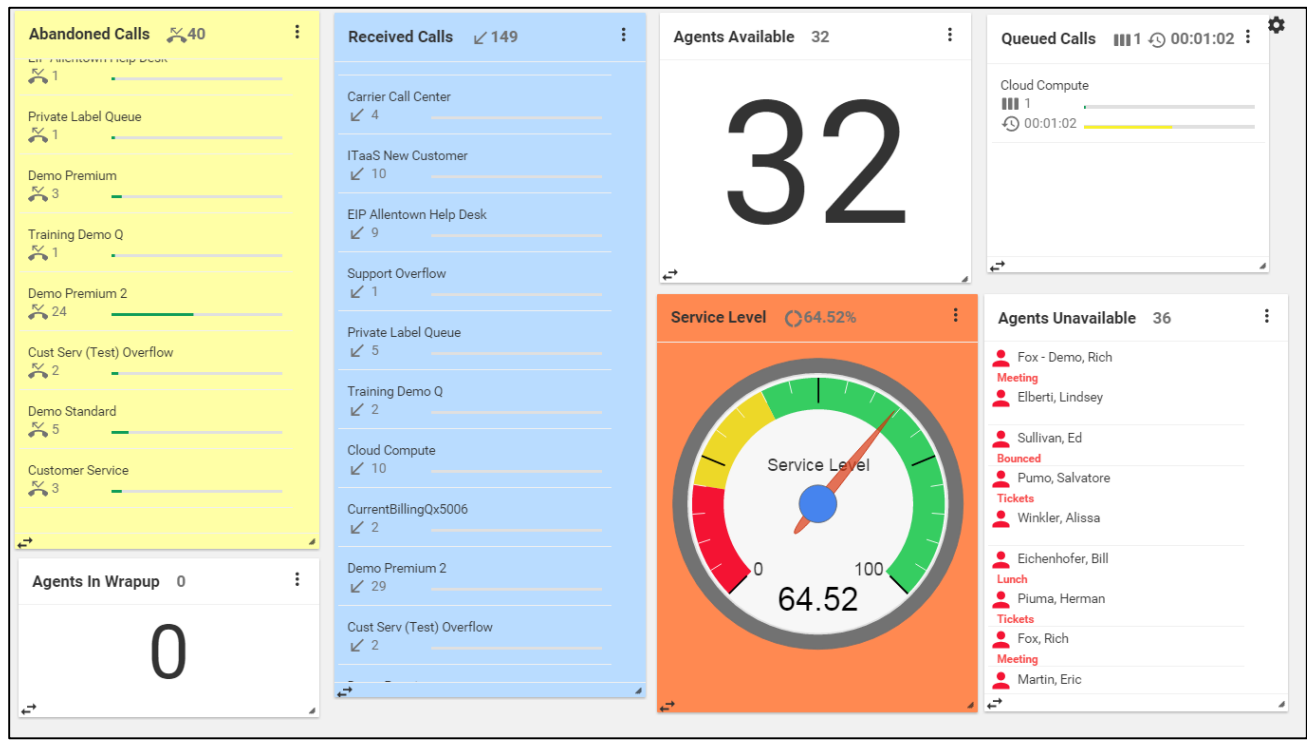 Abandoned Calls 40
EIP Allentown Help Desk
1
Private Label Queue
1
Demo Premium
3
Training Demo Q
1
Demo Premium 2
24
Cust Serv (Test) Overflow
2
Demo Standard
5
Customer Service
3
Agents In Wrapup 0
0
Received Calls 149
Carrier Call Center
4
ITaaS New Customer
10
EIP Allentown Help Desk
9
Support Overflow
1
Private Label Queue
5
Training Demo Q
2
Cloud Compute
10
CurrentBillingQx5006
2
Demo Premium 2
29
Cust Serv (Test) Overflow
2
Agents Available 32
32
Service Level 64.52%
Service Level
0 100
64.52
Queued Calls 1 00:01:02
Cloud Compute
1
00:01:02
Agents Unavailable 36
Fox - Demo, Rich
Meeting
Elberti, Lindsey
Sullivan, Ed
Bounced
Pumo, Salvatore
Tickets
Winkler, Alissa
Eichenhofer, Bill
Lunch
Piuma, Herman
Tickets
Fox, Rich
Meeting
Martin, Eric